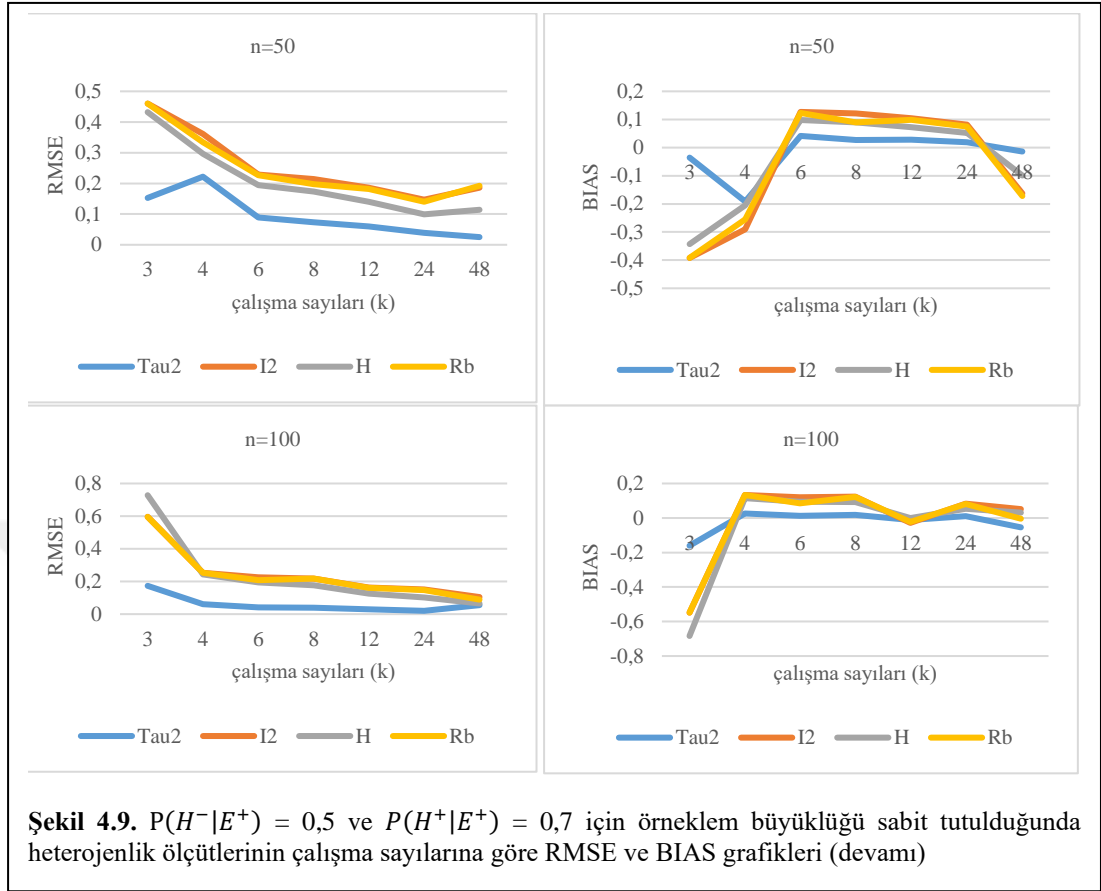 n=50
0,5
0,4
0,3
0,2
0,1
0
RMSE
3 4 6 8 12 24 48
çalışma sayıları (k)
Tau2 I2 H Rb
n=50
0,2
0,1
0
-0,1
-0,2
-0,3
-0,4
-0,5
BIAS
3 4 6 8 12 24 48
çalışma sayıları (k)
Tau2 I2 H Rb
n=100
0,8
0,6
0,4
0,2
0
RMSE
3 4 6 8 12 24 48
çalışma sayıları (k)
Tau2 I2 H Rb
n=100
0,2
0
-0,2
-0,4
-0,6
-0,8
BIAS
3 4 6 8 12 24 48
çalışma sayıları (k)
Tau2 I2 H Rb
Şekil 4.9. P(H⁻|E⁺) = 0,5 ve P(H⁺|E⁺) = 0,7 için örneklem büyüklüğü sabit tutulduğunda
heterojenlik ölçütlerinin çalışma sayılarına göre RMSE ve BIAS grafikleri (devamı)